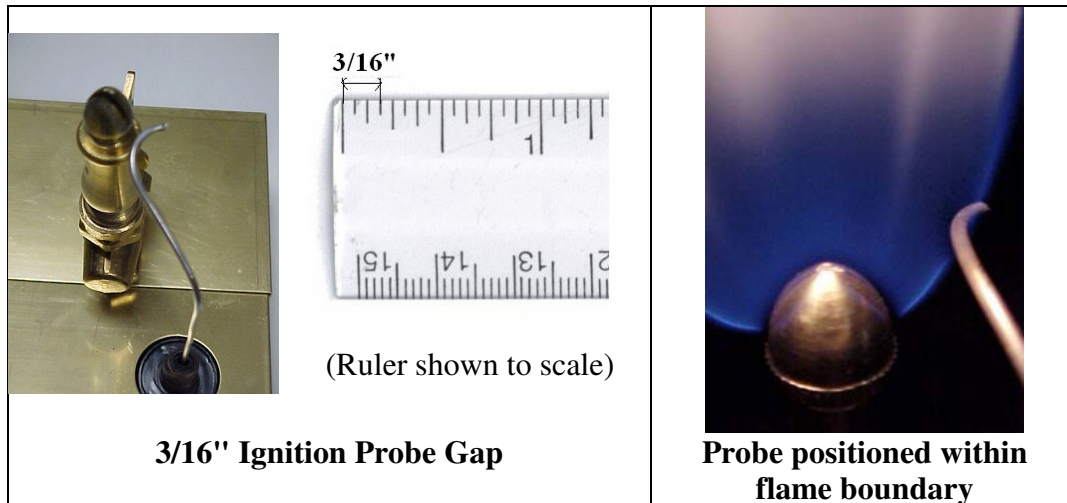 3/16"
1
15 14 13 2
(Ruler shown to scale)
3/16" Ignition Probe Gap
Probe positioned within
flame boundary